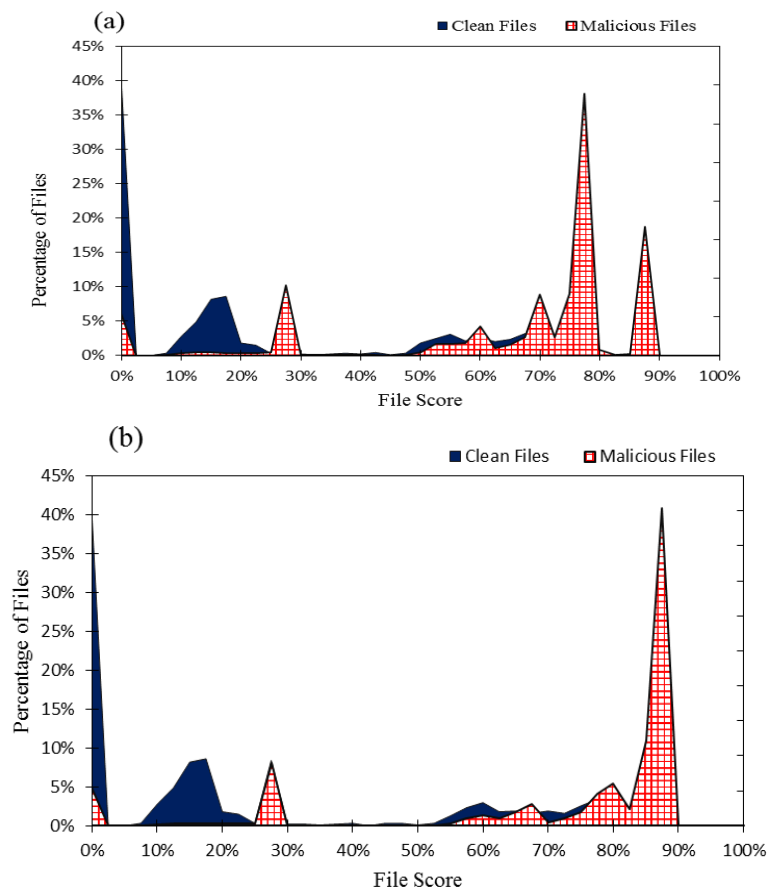 (a)
Clean Files Malicious Files
45%
40%
35%
30%
25%
20%
15%
10%
5%
0%
Percentage of Files
0% 10% 20% 30% 40% 50% 60% 70% 80% 90% 100%
File Score
(b)
Clean Files Malicious Files
45%
40%
35%
30%
25%
20%
15%
10%
5%
0%
Percentage of Files
0% 10% 20% 30% 40% 50% 60% 70% 80% 90% 100%
File Score